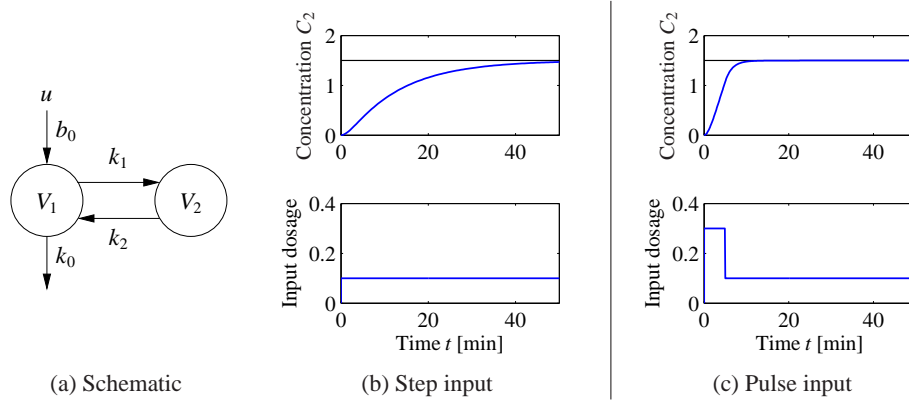 u
b0
k1
V1
V2
k2
k0
(a) Schematic
Concentration C2
2
1
0
0 20 40
Input dosage
0.4
0.2
0
0 20 40
Time t [min]
(b) Step input
Concentration C2
2
1
0
0 20 40
Input dosage
0.4
0.2
0
0 20 40
Time t [min]
(c) Pulse input